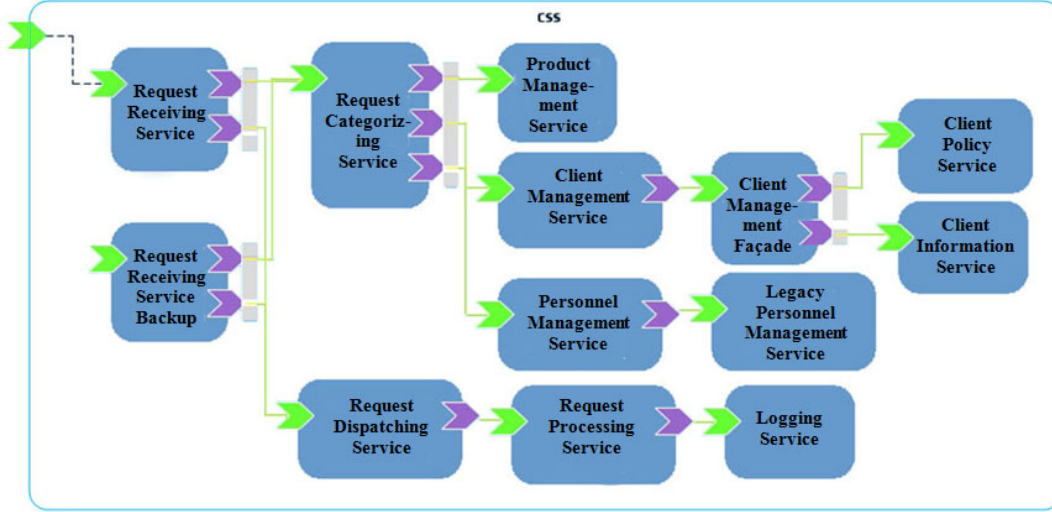 css
Request
Receiving
Service
Request
Categoriz-
ing
Service
Product
Manage-
ment
Service
Client
Management
Service
Client
Manage-
ment
Façade
Client
Policy
Service
Client
Information
Service
Request
Receiving
Service
Backup
Personnel
Management
Service
Legacy
Personnel
Management
Service
Request
Dispatching
Service
Request
Processing
Service
Logging
Service